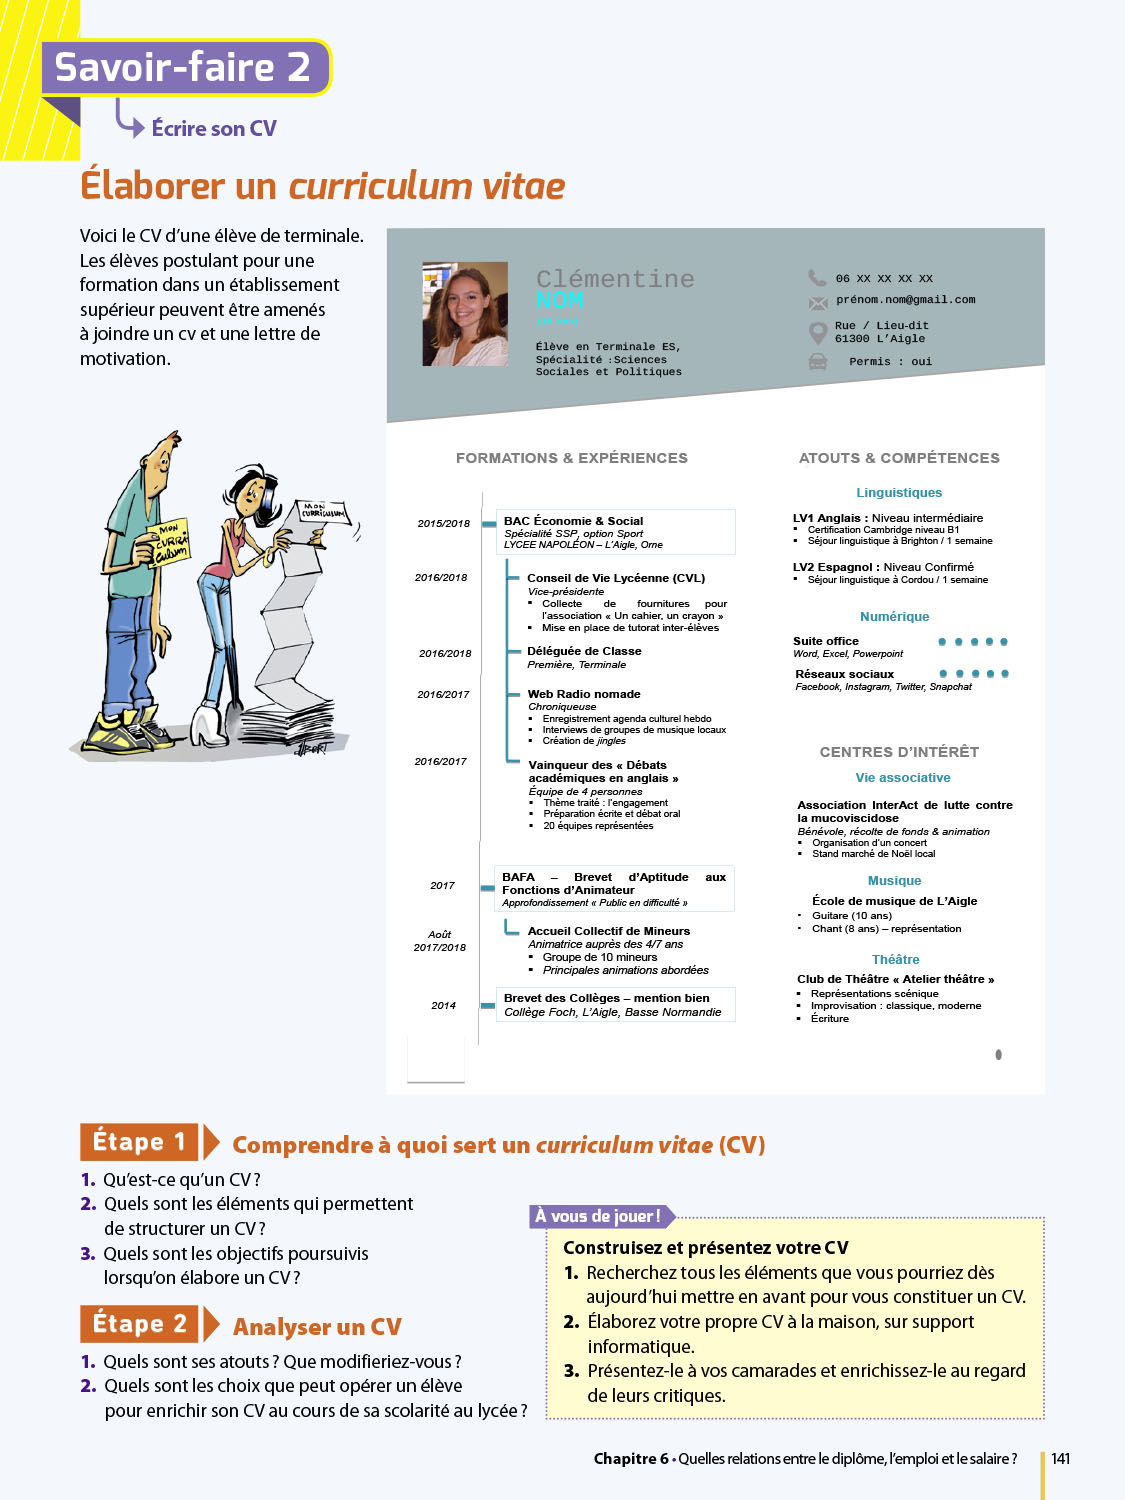 Savoir-faire 2
Écrire son CV
Élaborer un curriculum vitae
Voici le CV d'une élève de terminale.
Les élèves postulant pour une
formation dans un établissement
supérieur peuvent être amenés
à joindre un cv et une lettre de
motivation.
MON
CURRI
culum
MON
CURRICULUM
ilBERT
Clémentine
NOM
Élève en Terminale ES,
Spécialité :Sciences
Sociales et Politiques
06 XX XX XX XX
prénom.nom@gmail.com
Rue / Lieu-dit
61300 L'Aigle
Permis : oui
FORMATIONS & EXPÉRIENCES
2015/2018
BAC Économie & Social
Spécialité SSP, option Sport
LYCEE NAPOLÉON – L'Aigle, Orne
2016/2018
Conseil de Vie Lycéenne (CVL)
Vice-présidente
▪ Collecte de fournitures pour
l'association « Un cahier, un crayon »
▪ Mise en place de tutorat inter-élèves
2016/2018
Déléguée de Classe
Première, Terminale
2016/2017
Web Radio nomade
Chroniqueuse
▪ Enregistrement agenda culturel hebdo
▪ Interviews de groupes de musique locaux
▪ Création de jingles
2016/2017
Vainqueur des « Débats
académiques en anglais »
Équipe de 4 personnes
▪ Thème traité : l'engagement
▪ Préparation écrite et débat oral
▪ 20 équipes représentées
2017
BAFA – Brevet d'Aptitude aux
Fonctions d'Animateur
Approfondissement « Public en difficulté »
Août
2017/2018
Accueil Collectif de Mineurs
Animatrice auprès des 4/7 ans
▪ Groupe de 10 mineurs
▪ Principales animations abordées
2014
Brevet des Collèges – mention bien
Collège Foch, L'Aigle, Basse Normandie
ATOUTS & COMPÉTENCES
Linguistiques
LV1 Anglais : Niveau intermédiaire
▪ Certification Cambridge niveau B1
▪ Séjour linguistique à Brighton / 1 semaine
LV2 Espagnol : Niveau Confirmé
▪ Séjour linguistique à Cordou / 1 semaine
Numérique
Suite office
Word, Excel, Powerpoint
Réseaux sociaux
Facebook, Instagram, Twitter, Snapchat
CENTRES D'INTÉRÊT
Vie associative
Association InterAct de lutte contre
la mucoviscidose
Bénévole, récolte de fonds & animation
▪ Organisation d'un concert
▪ Stand marché de Noël local
Musique
École de musique de L'Aigle
• Guitare (10 ans)
• Chant (8 ans) – représentation
Théâtre
Club de Théâtre « Atelier théâtre »
▪ Représentations scénique
▪ Improvisation : classique, moderne
▪ Écriture
Étape 1
Comprendre à quoi sert un curriculum vitae (CV)
1. Qu'est-ce qu'un CV ?
2. Quels sont les éléments qui permettent
de structurer un CV ?
3. Quels sont les objectifs poursuivis
lorsqu'on élabore un CV ?
Étape 2
Analyser un CV
1. Quels sont ses atouts ? Que modifieriez-vous ?
2. Quels sont les choix que peut opérer un élève
pour enrichir son CV au cours de sa scolarité au lycée ?
À vous de jouer !
Construisez et présentez votre CV
1. Recherchez tous les éléments que vous pourriez dès
aujourd'hui mettre en avant pour vous constituer un CV.
2. Élaborez votre propre CV à la maison, sur support
informatique.
3. Présentez-le à vos camarades et enrichissez-le au regard
de leurs critiques.
Chapitre 6 • Quelles relations entre le diplôme, l'emploi et le salaire ?
141